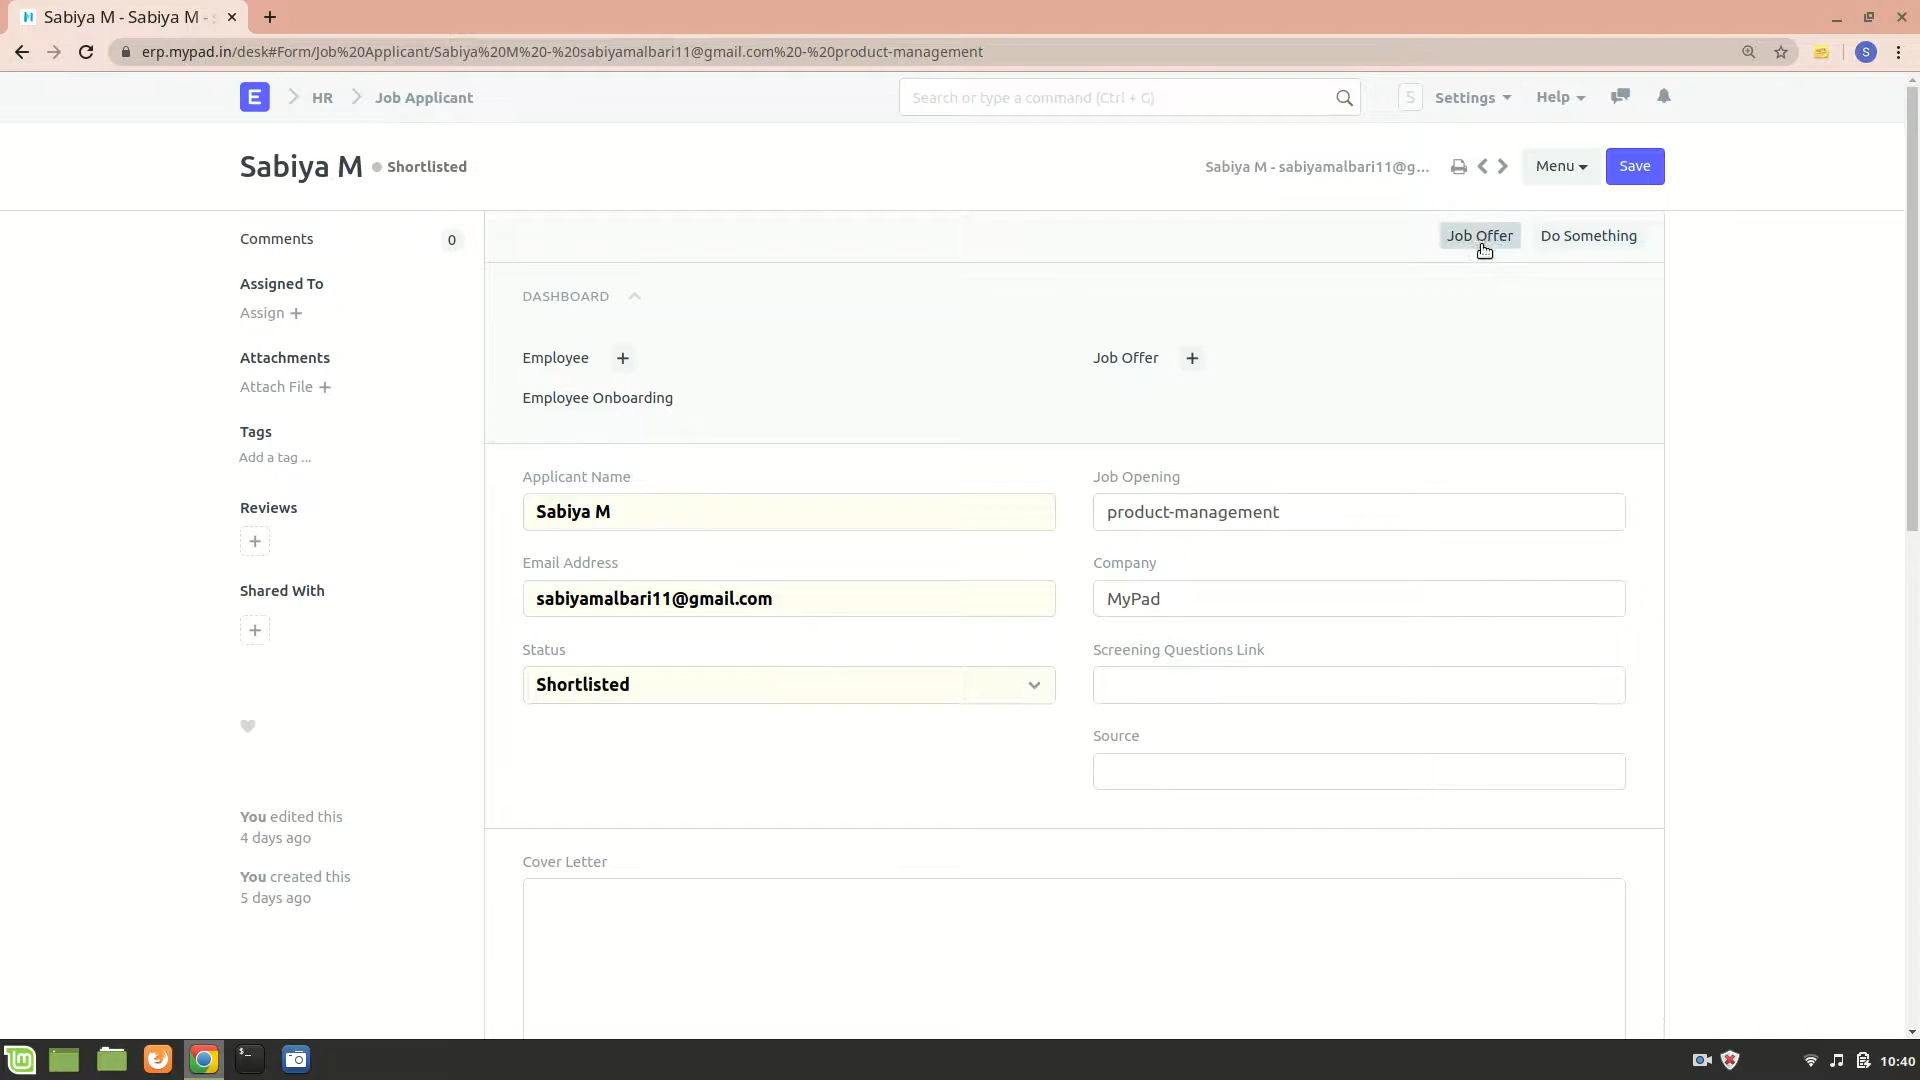 Sabiya M - Sabiya M -
erp.mypad.in/desk#Form/Job%20Applicant/Sabiya%20M%20-%20sabiyamalbari11@gmail.com%20-%20product-management
S
E
HR
Job Applicant
Search or type a command (Ctrl + G)
S
Settings
Help
Sabiya M
Shortlisted
Sabiya M - sabiyamalbari11@g...
Menu
Save
Comments
0
Job Offer
Do Something
Assigned To
Assign +
DASHBOARD
Attachments
Attach File +
Employee +
Job Offer +
Employee Onboarding
Tags
Add a tag ...
Reviews
+
Shared With
+
Applicant Name
Sabiya M
Job Opening
product-management
Email Address
sabiyamalbari11@gmail.com
Company
MyPad
Status
Shortlisted
Screening Questions Link
Source
You edited this
4 days ago
You created this
5 days ago
Cover Letter
10:40